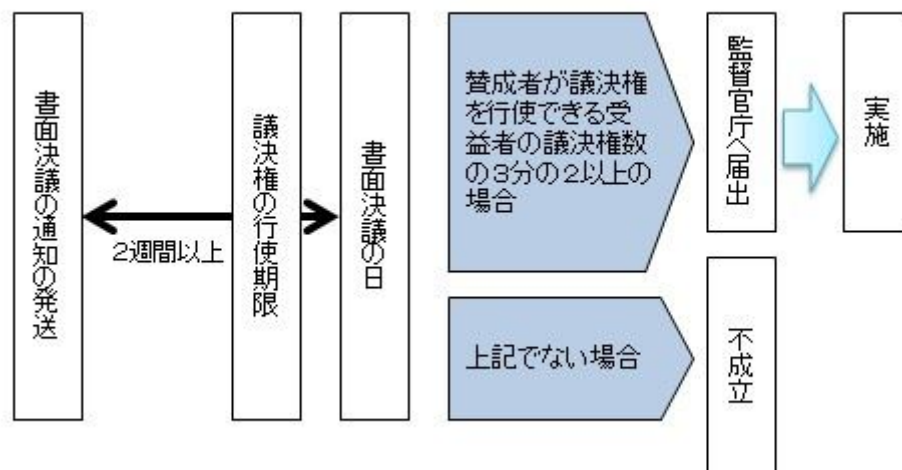 書面決議の通知の発送
2週間以上
議決権の行使期限
書面決議の日
賛成者が議決権
を行使できる受
益者の議決権数
の3分の2以上の
場合
監督官庁へ届出
実施
上記でない場合
不成立